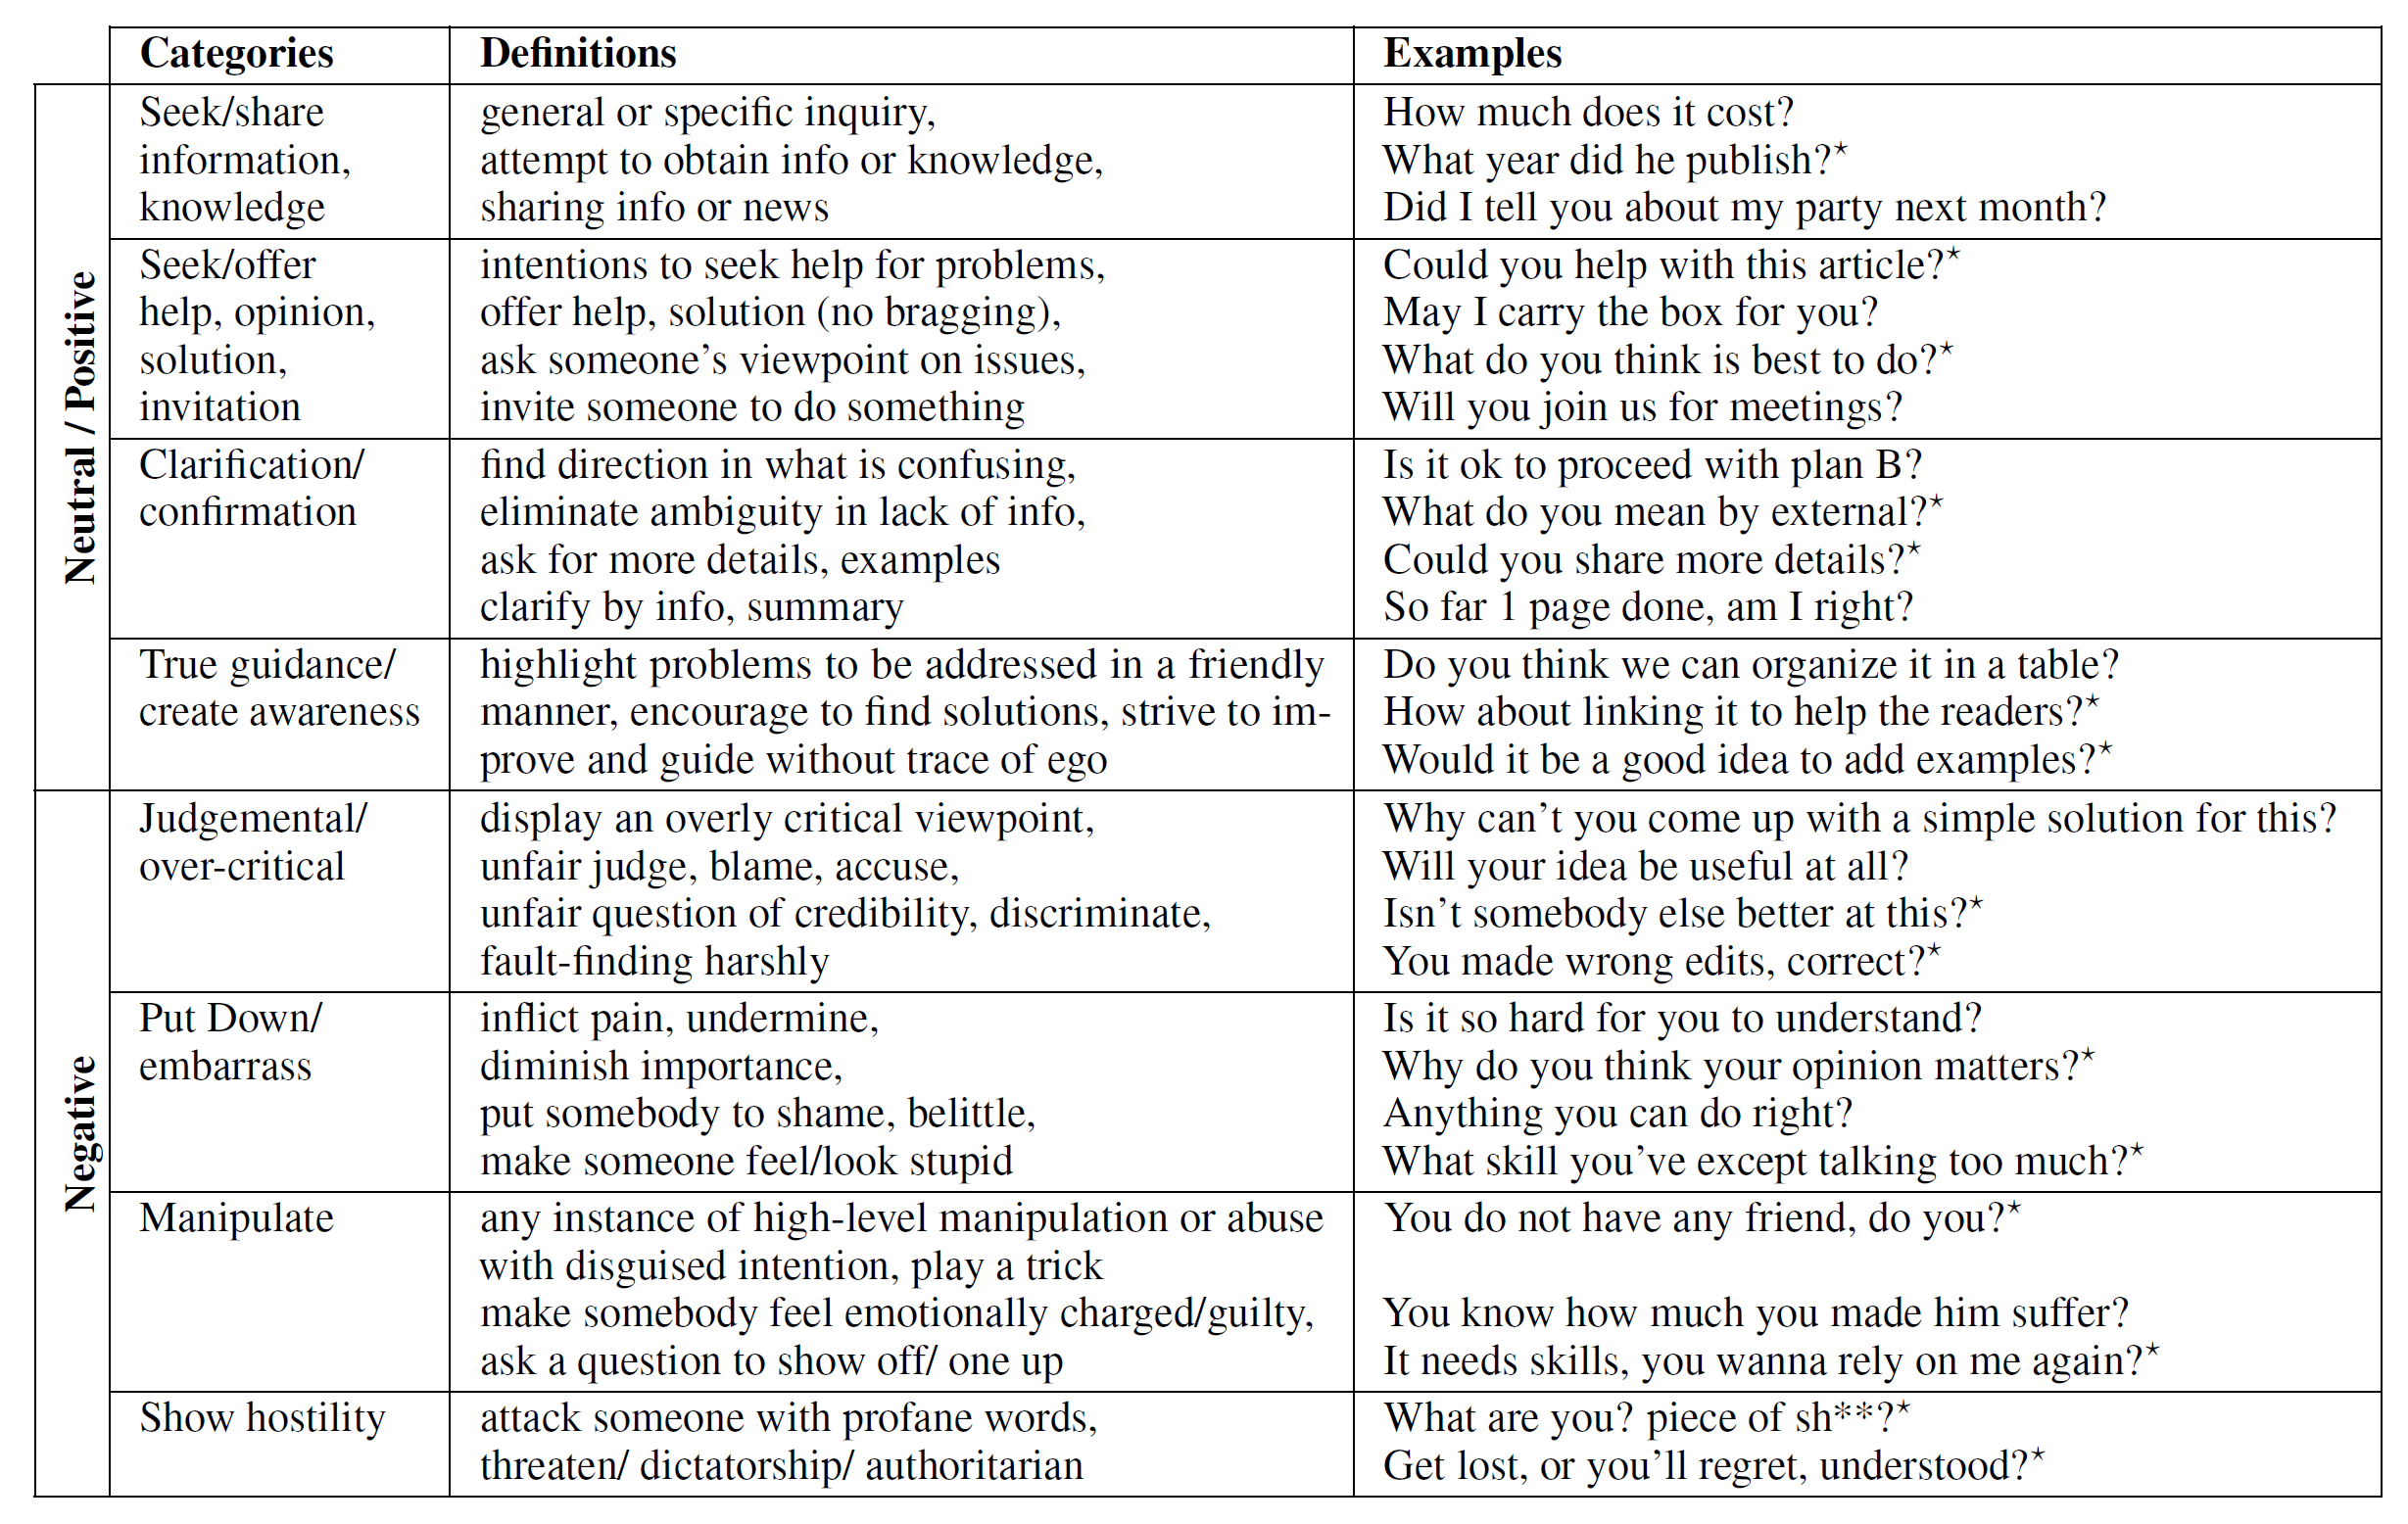 Categories Definitions Examples
Neutral / Positive
Seek/share general or specific inquiry, How much does it cost?
information, attempt to obtain info or knowledge, What year did he publish?*
knowledge sharing info or news Did I tell you about my party next month?
Seek/offer intentions to seek help for problems, Could you help with this article?*
help, opinion, offer help, solution (no bragging), May I carry the box for you?
solution, ask someone's viewpoint on issues, What do you think is best to do?*
invitation invite someone to do something Will you join us for meetings?
Clarification/ find direction in what is confusing, Is it ok to proceed with plan B?
confirmation eliminate ambiguity in lack of info, What do you mean by external?*
ask for more details, examples Could you share more details?*
clarify by info, summary So far 1 page done, am I right?
True guidance/ highlight problems to be addressed in a friendly Do you think we can organize it in a table?
create awareness manner, encourage to find solutions, strive to im- How about linking it to help the readers?*
prove and guide without trace of ego Would it be a good idea to add examples?*
Negative
Judgemental/ display an overly critical viewpoint, Why can't you come up with a simple solution for this?
over-critical unfair judge, blame, accuse, Will your idea be useful at all?
unfair question of credibility, discriminate, Isn't somebody else better at this?*
fault-finding harshly You made wrong edits, correct?*
Put Down/ inflict pain, undermine, Is it so hard for you to understand?
embarrass diminish importance, Why do you think your opinion matters?*
put somebody to shame, belittle, Anything you can do right?
make someone feel/look stupid What skill you've except talking too much?*
Manipulate any instance of high-level manipulation or abuse You do not have any friend, do you?*
with disguised intention, play a trick
make somebody feel emotionally charged/guilty, You know how much you made him suffer?
ask a question to show off/ one up It needs skills, you wanna rely on me again?*
Show hostility attack someone with profane words, What are you? piece of sh**?*
threaten/ dictatorship/ authoritarian Get lost, or you'll regret, understood?*